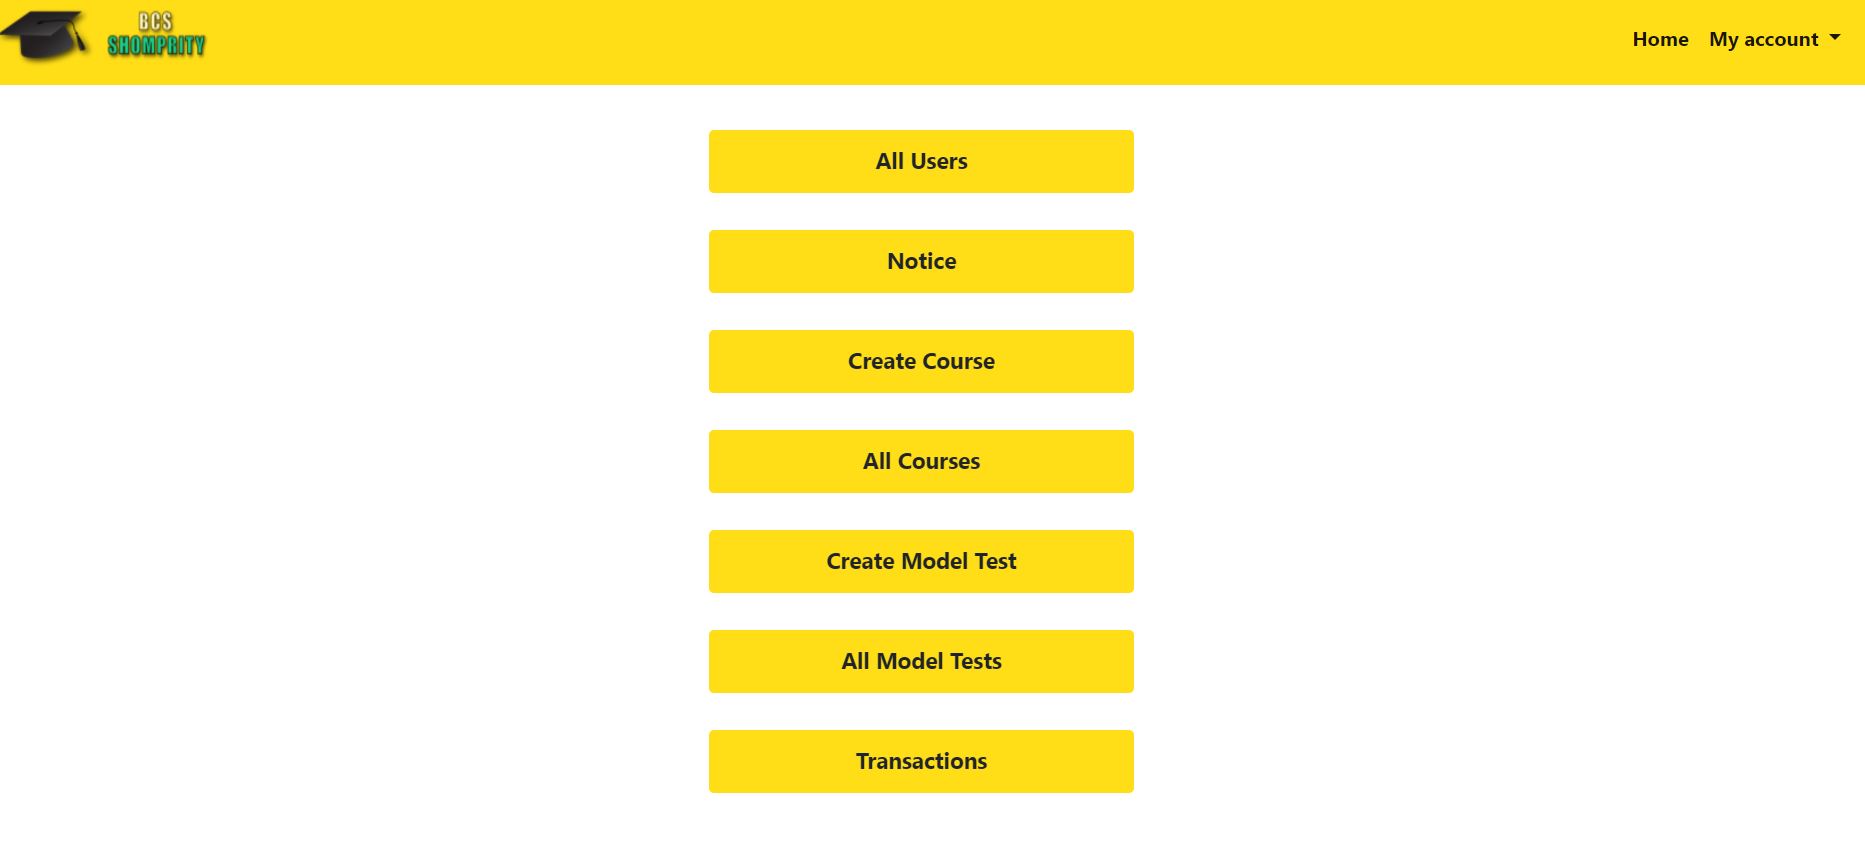 BCS
SHOMPRITY
Home
My account
All Users
Notice
Create Course
All Courses
Create Model Test
All Model Tests
Transactions